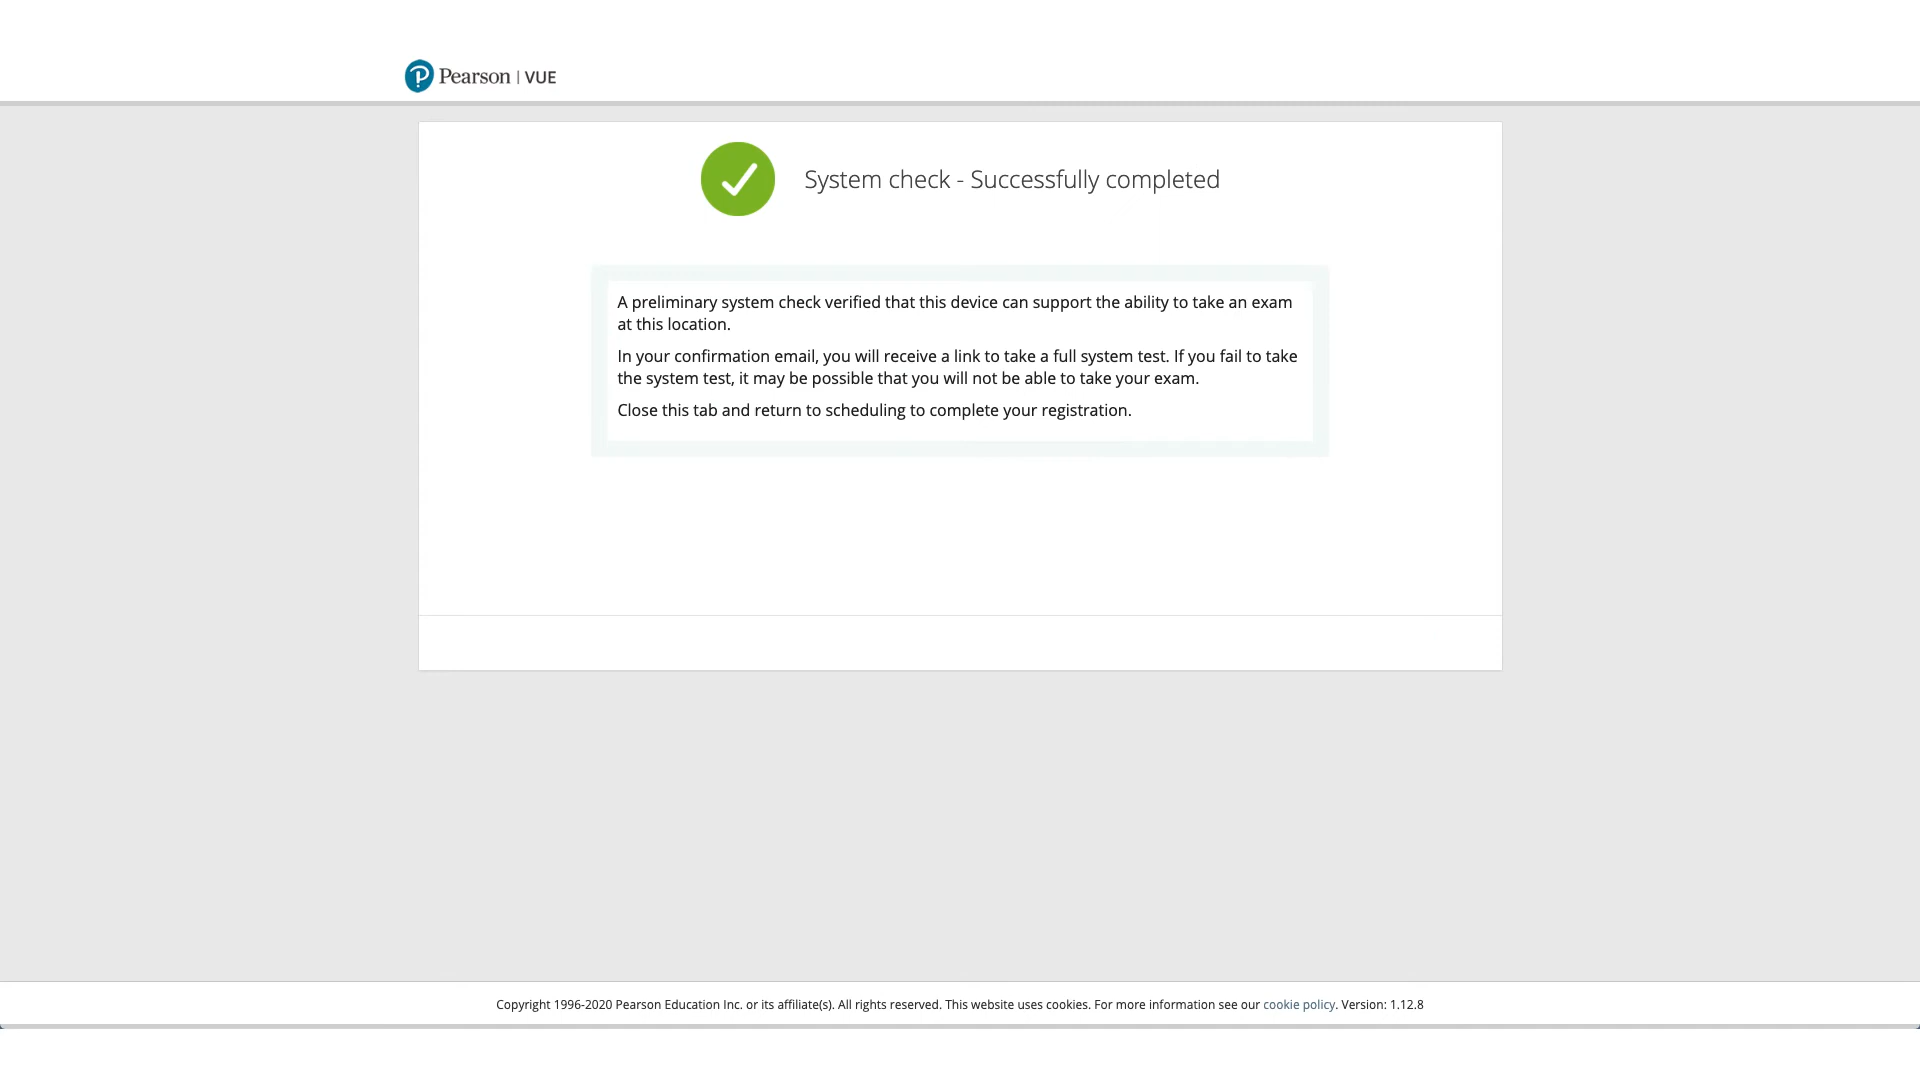 Pearson | VUE
System check - Successfully completed
A preliminary system check verified that this device can support the ability to take an exam
at this location.
In your confirmation email, you will receive a link to take a full system test. If you fail to take
the system test, it may be possible that you will not be able to take your exam.
Close this tab and return to scheduling to complete your registration.
Copyright 1996-2020 Pearson Education Inc. or its affiliate(s). All rights reserved. This website uses cookies. For more information see our cookie policy. Version: 1.12.8